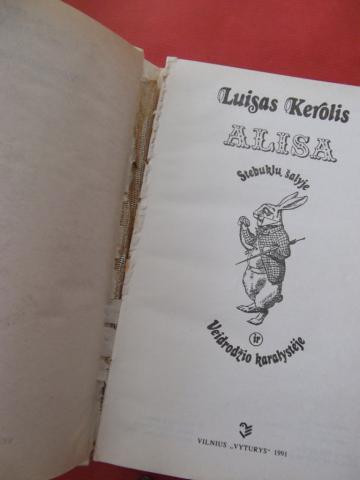 Luisas Kerolis
ALISA
Stebuklų šalyje
ir
Veidrodžio karalystėje
VILNIUS „VYTURYS“ 1991